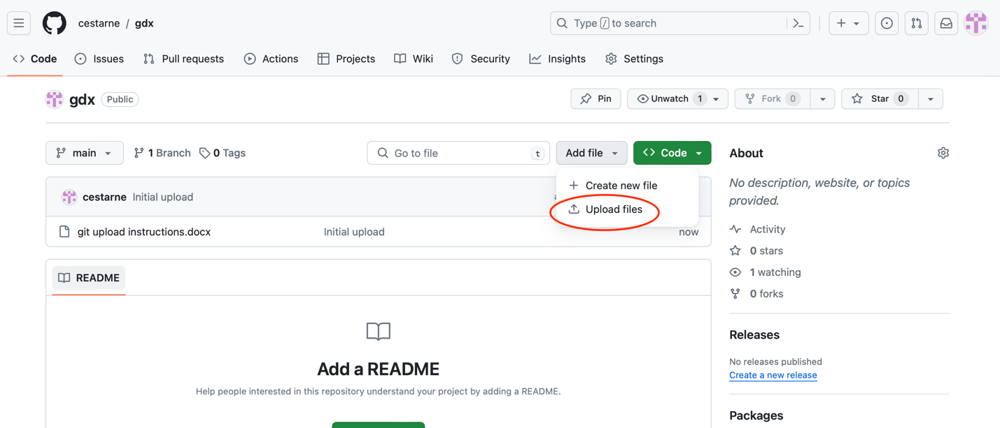 cestarne / gdx
Type / to search
Code Issues Pull requests Actions Projects Wiki Security Insights Settings
gdx Public
Pin Unwatch 1 Fork 0 Star 0
main 1 Branch 0 Tags Go to file t Add file Code
Create new file
Upload files
cestarne Initial upload
git upload instructions.docx Initial upload now
README
Add a README
Help people interested in this repository understand your project by adding a README.
About
No description, website, or topics
provided.
Activity
0 stars
1 watching
0 forks
Releases
No releases published
Create a new release
Packages